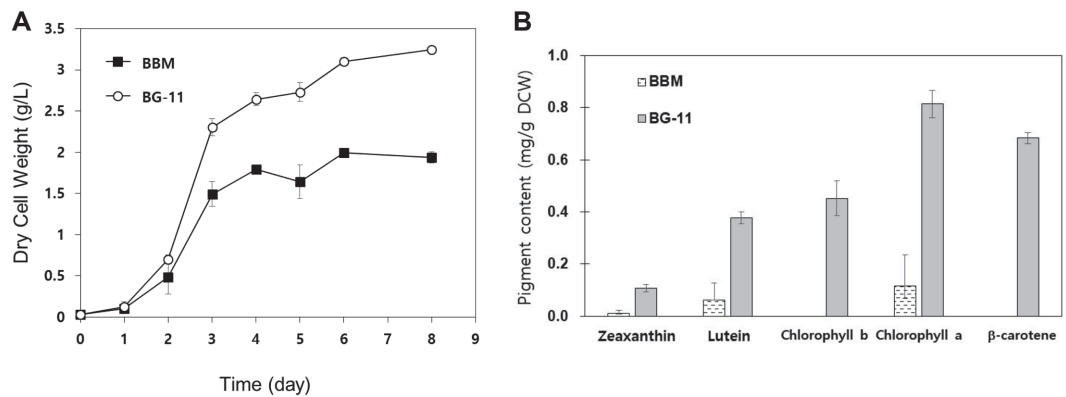 A
Dry Cell Weight (g/L)
3.5
3
2.5
2
1.5
1
0.5
0
BBM
BG-11
0 1 2 3 4 5 6 7 8 9
Time (day)
B
Pigment content (mg/g DCW)
1.0
0.8
0.6
0.4
0.2
0.0
BBM
BG-11
Zeaxanthin Lutein Chlorophyll b Chlorophyll a β-carotene